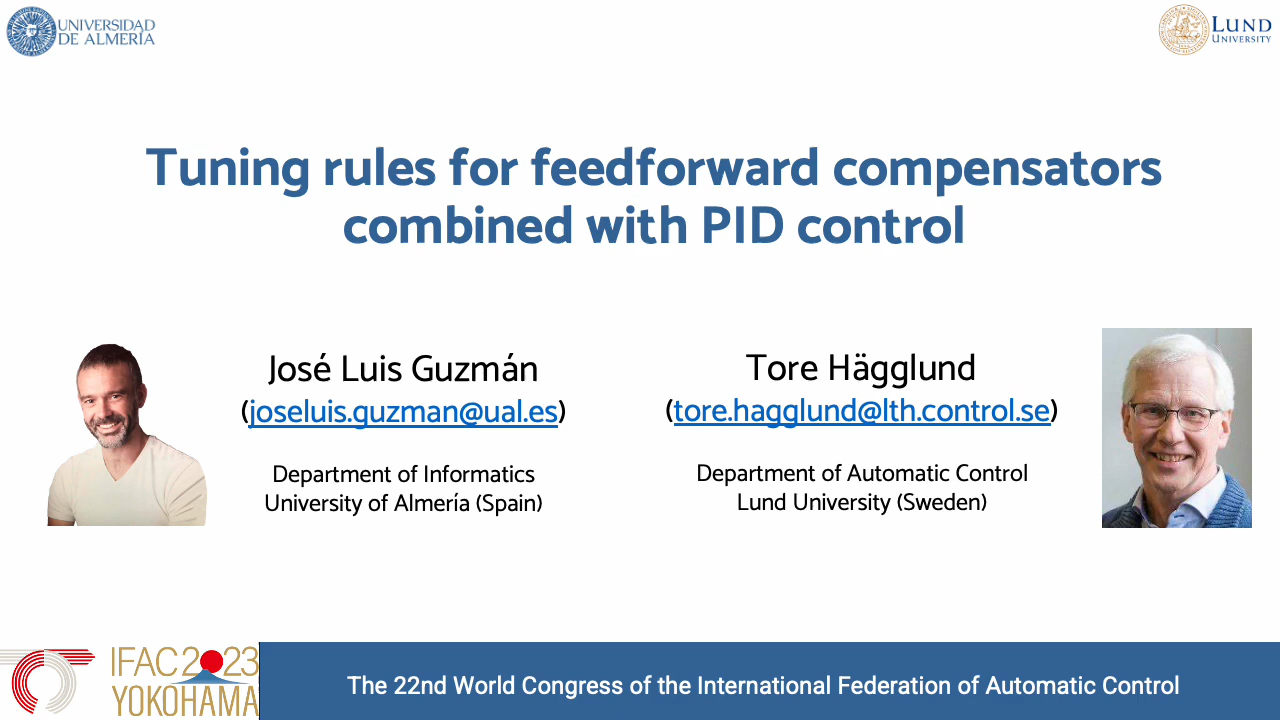 UNIVERSIDAD
DE ALMERÍA
LUND
UNIVERSITY
Tuning rules for feedforward compensators
combined with PID control
José Luis Guzmán
(joseluis.guzman@ual.es)
Department of Informatics
University of Almería (Spain)
Tore Hägglund
(tore.hagglund@lth.control.se)
Department of Automatic Control
Lund University (Sweden)
IFAC 2023
YOKOHAMA
The 22nd World Congress of the International Federation of Automatic Control